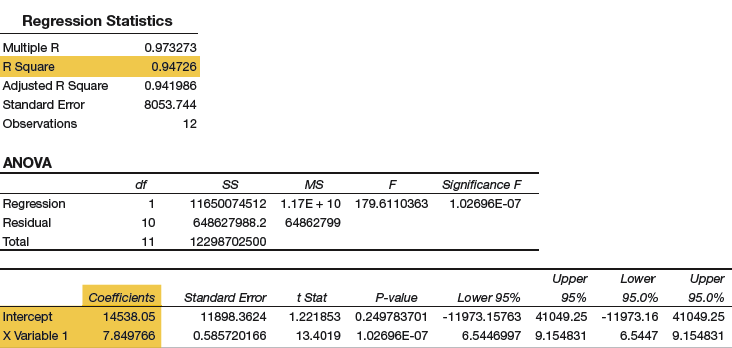 Regression Statistics
Multiple R 0.973273
R Square 0.94726
Adjusted R Square 0.941986
Standard Error 8053.744
Observations 12
ANOVA
df SS MS F Significance F
Regression 1 11650074512 1.17E + 10 179.6110363 1.02696E-07
Residual 10 648627988.2 64862799
Total 11 12298702500
Upper Lower Upper
Coefficients Standard Error t Stat P-value Lower 95% 95% 95.0% 95.0%
Intercept 14538.05 11898.3624 1.221853 0.249783701 -11973.15763 41049.25 -11973.16 41049.25
X Variable 1 7.849766 0.585720166 13.4019 1.02696E-07 6.5446997 9.154831 6.5447 9.154831